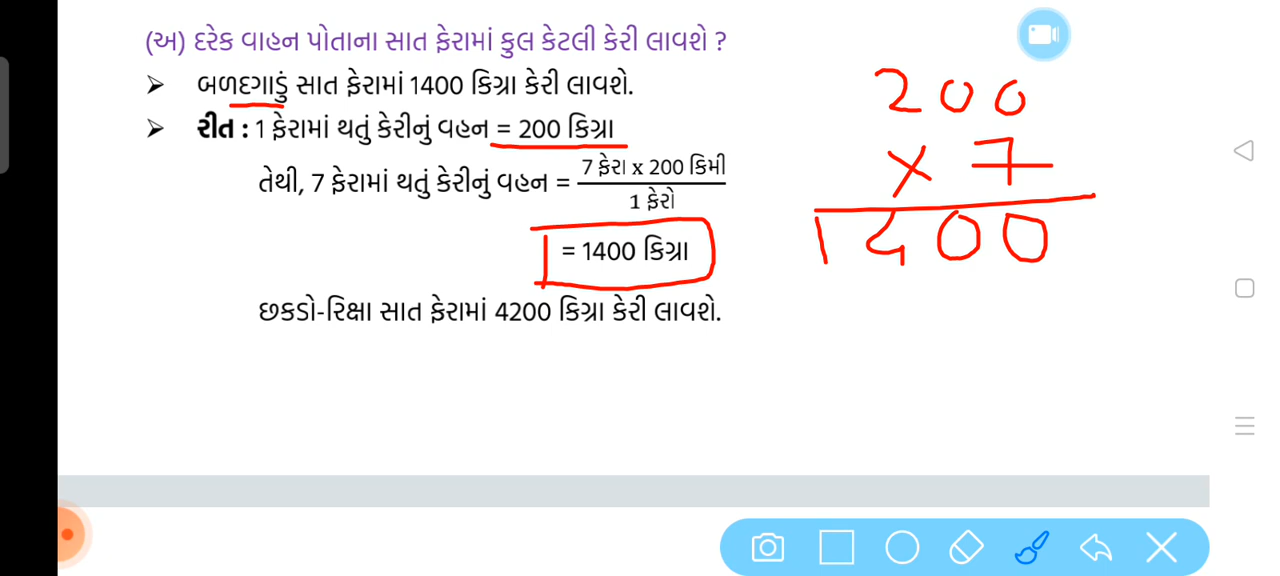 (અ) દરેક વાહન પોતાના સાત ફેરામાં કુલ કેટલી કેરી લાવશે ?
➢ બળદગાડું સાત ફેરામાં 1400 કિગ્રા કેરી લાવશે.
➢ રીત : 1 ફેરામાં થતું કેરીનું વહન = 200 કિગ્રા
તેથી, 7 ફેરામાં થતું કેરીનું વહન = 7 ફેરા x 200 કિમી
1 ફેરો
= 1400 કિગ્રા
છકડો-રિક્ષા સાત ફેરામાં 4200 કિગ્રા કેરી લાવશે.
200
x 7
1400